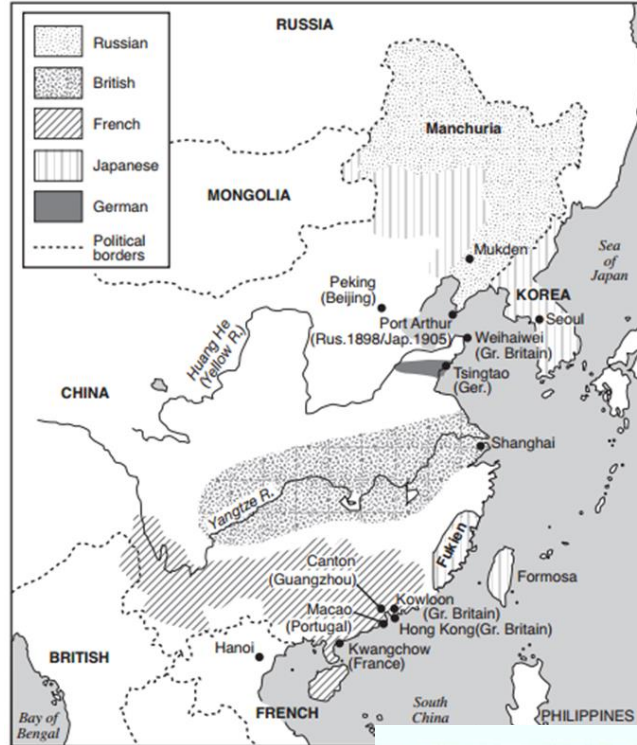 RUSSIA
Russian
British
French
Japanese
German
Political
borders
Manchuria
MONGOLIA
Mukden
Sea
of
Japan
Peking
(Beijing)
KOREA
Port Arthur
(Rus.1898/Jap.1905)
Seoul
Weihaiwei
(Gr. Britain)
Huang He
(Yellow R.)
Tsingtao
(Ger.)
CHINA
Shanghai
Yangtze R.
Fukien
Canton
(Guangzhou)
Formosa
Kowloon
(Gr. Britain)
Macao
(Portugal)
Hong Kong(Gr. Britain)
Hanoi
Kwangchow
(France)
BRITISH
FRENCH
Bay of
Bengal
South
China
PHILIPPINES